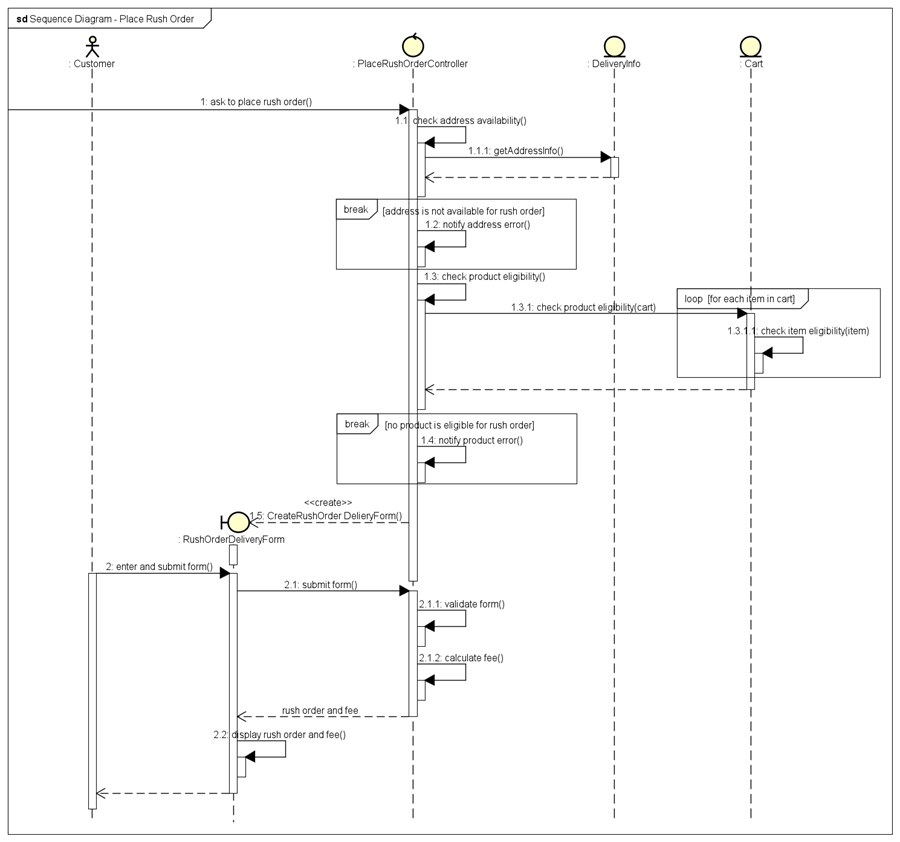 sd Sequence Diagram - Place Rush Order
: Customer
: PlaceRushOrderController
: DeliveryInfo
: Cart
1: ask to place rush order()
1.1: check address availability()
1.1.1: getAddressInfo()
break
[address is not available for rush order]
1.2: notify address error()
1.3: check product eligibility()
loop [for each item in cart]
1.3.1: check product eligibility(cart)
1.3.1.1: check item eligibility(item)
break
[no product is eligible for rush order]
1.4: notify product error()
<<create>>
1.5: CreateRushOrder DelieryForm()
: RushOrderDeliveryForm
2: enter and submit form()
2.1: submit form()
2.1.1: validate form()
2.1.2: calculate fee()
rush order and fee
2.2: display rush order and fee()